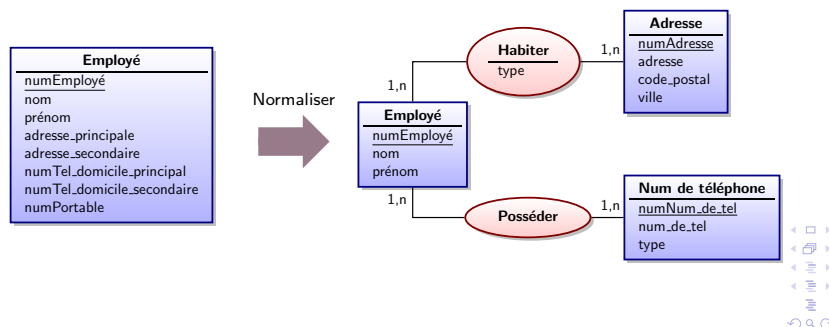 Employé
numEmployé
nom
prénom
adresse_principale
adresse_secondaire
numTel_domicile_principal
numTel_domicile_secondaire
numPortable
Normaliser
Habiter
type
1,n
1,n
Adresse
numAdresse
adresse
code_postal
ville
Employé
numEmployé
nom
prénom
1,n
Posséder
1,n
Num de téléphone
numNum_de_tel
num_de_tel
type